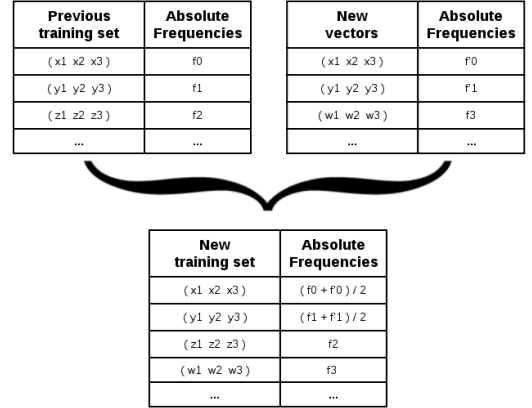 Previous training set Absolute Frequencies
( x1 x2 x3 ) f0
( y1 y2 y3 ) f1
( z1 z2 z3 ) f2
... ...
New vectors Absolute Frequencies
( x1 x2 x3 ) f'0
( y1 y2 y3 ) f'1
( w1 w2 w3 ) f3
... ...
New training set Absolute Frequencies
( x1 x2 x3 ) ( f0 + f'0 ) / 2
( y1 y2 y3 ) ( f1 + f'1 ) / 2
( z1 z2 z3 ) f2
( w1 w2 w3 ) f3
... ...